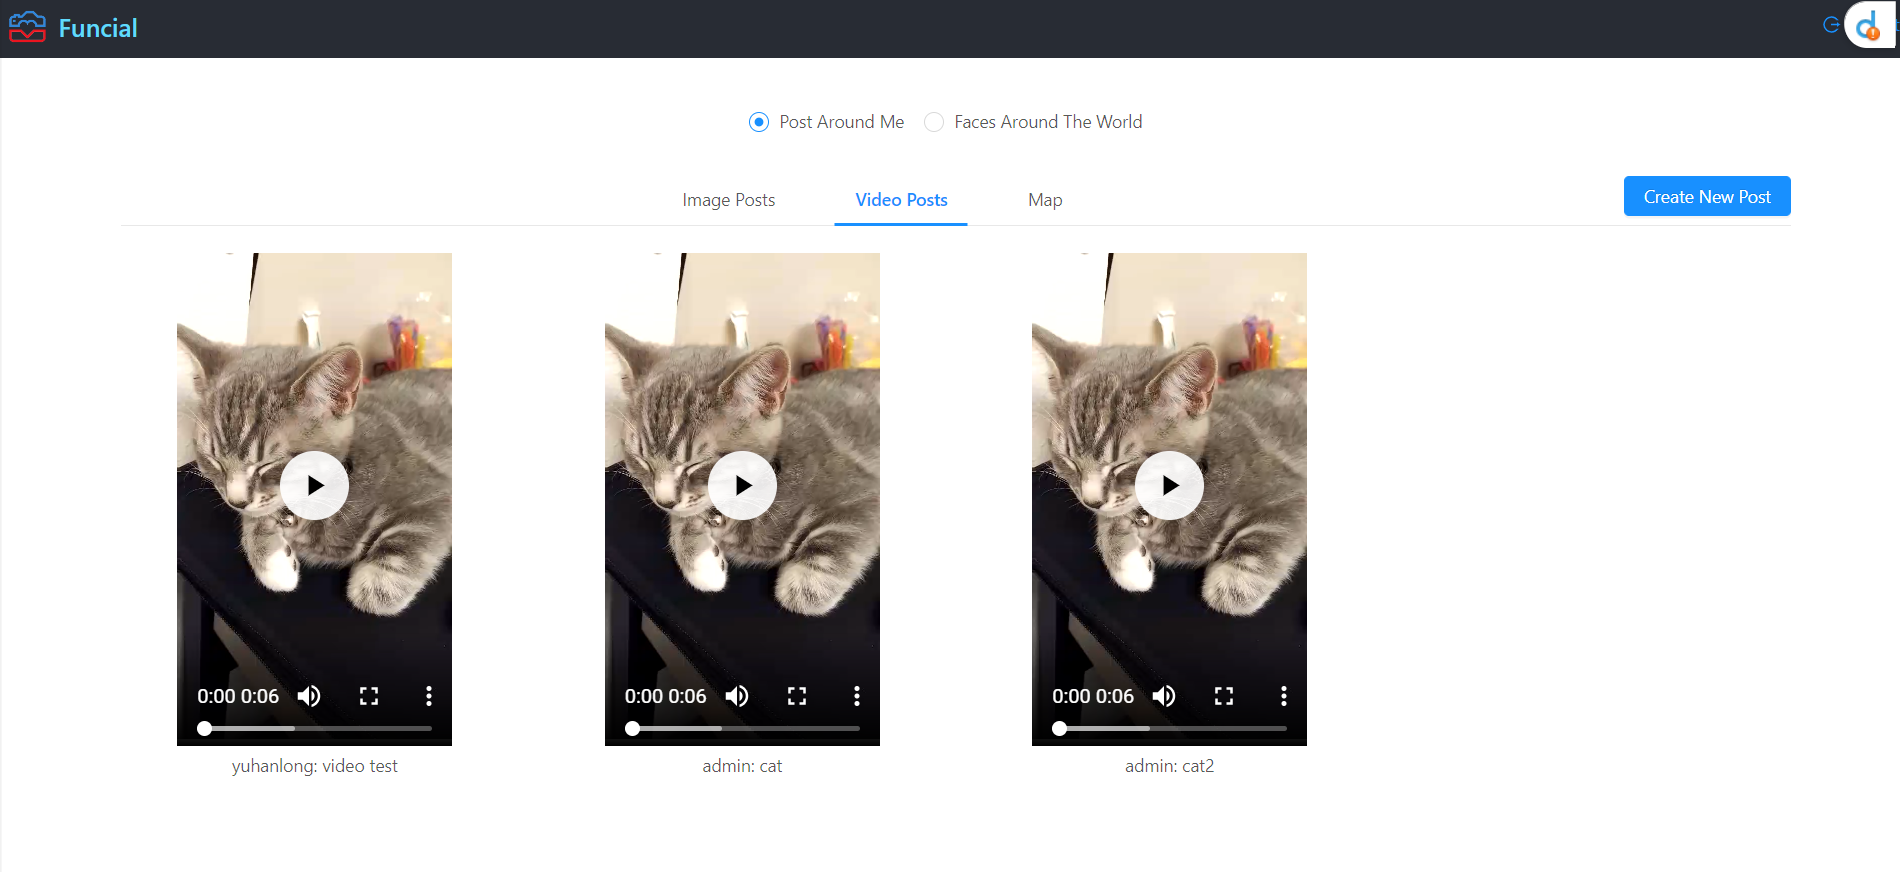 Funcial
Post Around Me Faces Around The World
Image Posts Video Posts Map Create New Post
0:00 0:06 0:00 0:06 0:00 0:06
yuhanlong: video test admin: cat admin: cat2